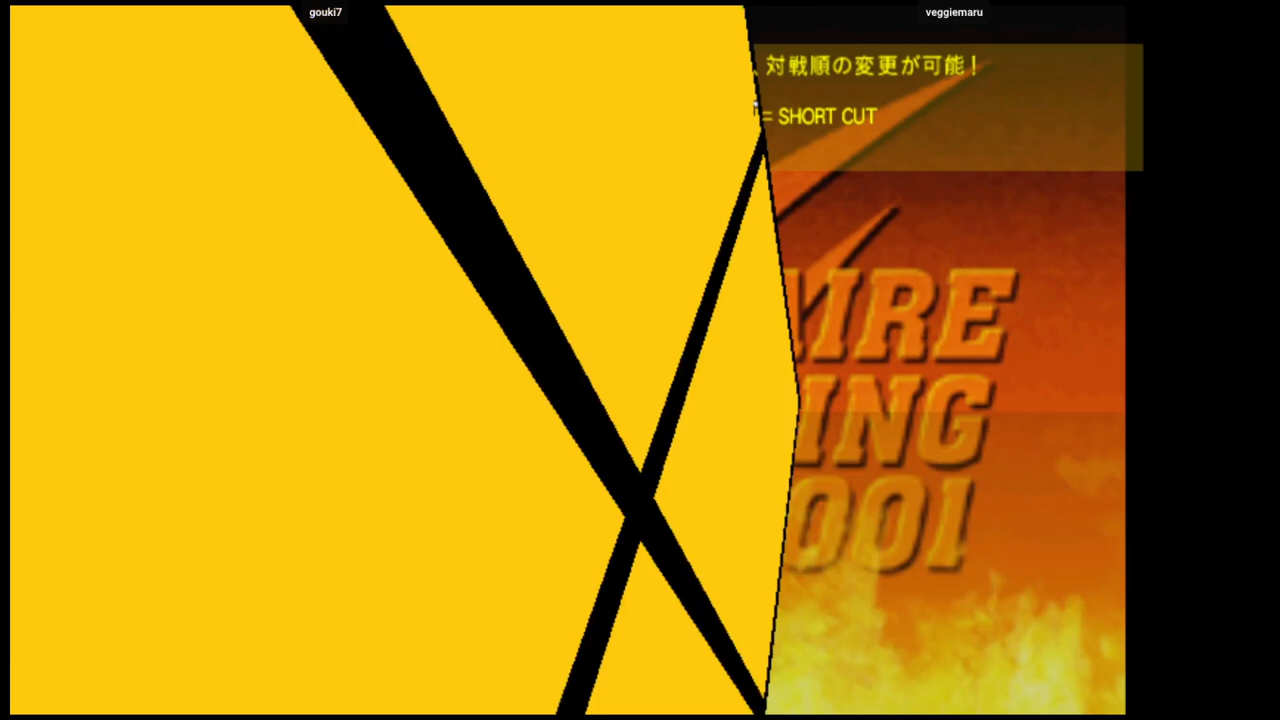 gouki7
veggiemaru
対戦順の変更が可能！
= SHORT CUT
IRE
ING
001